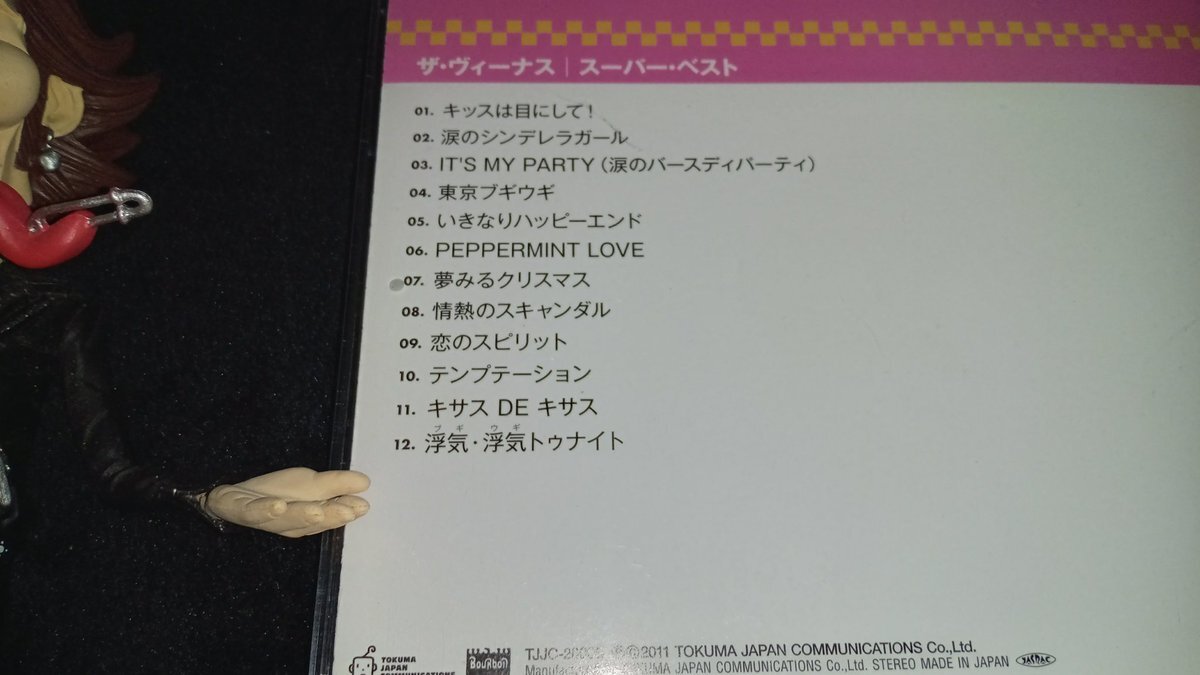 ザ・ヴィーナス|スーパー・ベスト
01. キッスは目にして!
02. 涙のシンデレラガール
03. IT'S MY PARTY (涙のバースディパーティ)
04. 東京ブギウギ
05. いきなりハッピーエンド
06. PEPPERMINT LOVE
07. 夢みるクリスマス
08. 情熱のスキャンダル
09. 恋のスピリット
10. テンプテーション
11. キサス DE キサス
ブギ ウギ
12. 浮気・浮気トゥナイト
TOKUMA
JAPAN
COMMUNICATIONS
BOURBON
℗©2011 TOKUMA JAPAN COMMUNICATIONS Co.,Ltd.
JAPAN COMMUNICATIONS Co.,Ltd. STEREO MADE IN JAPAN
JASRAC